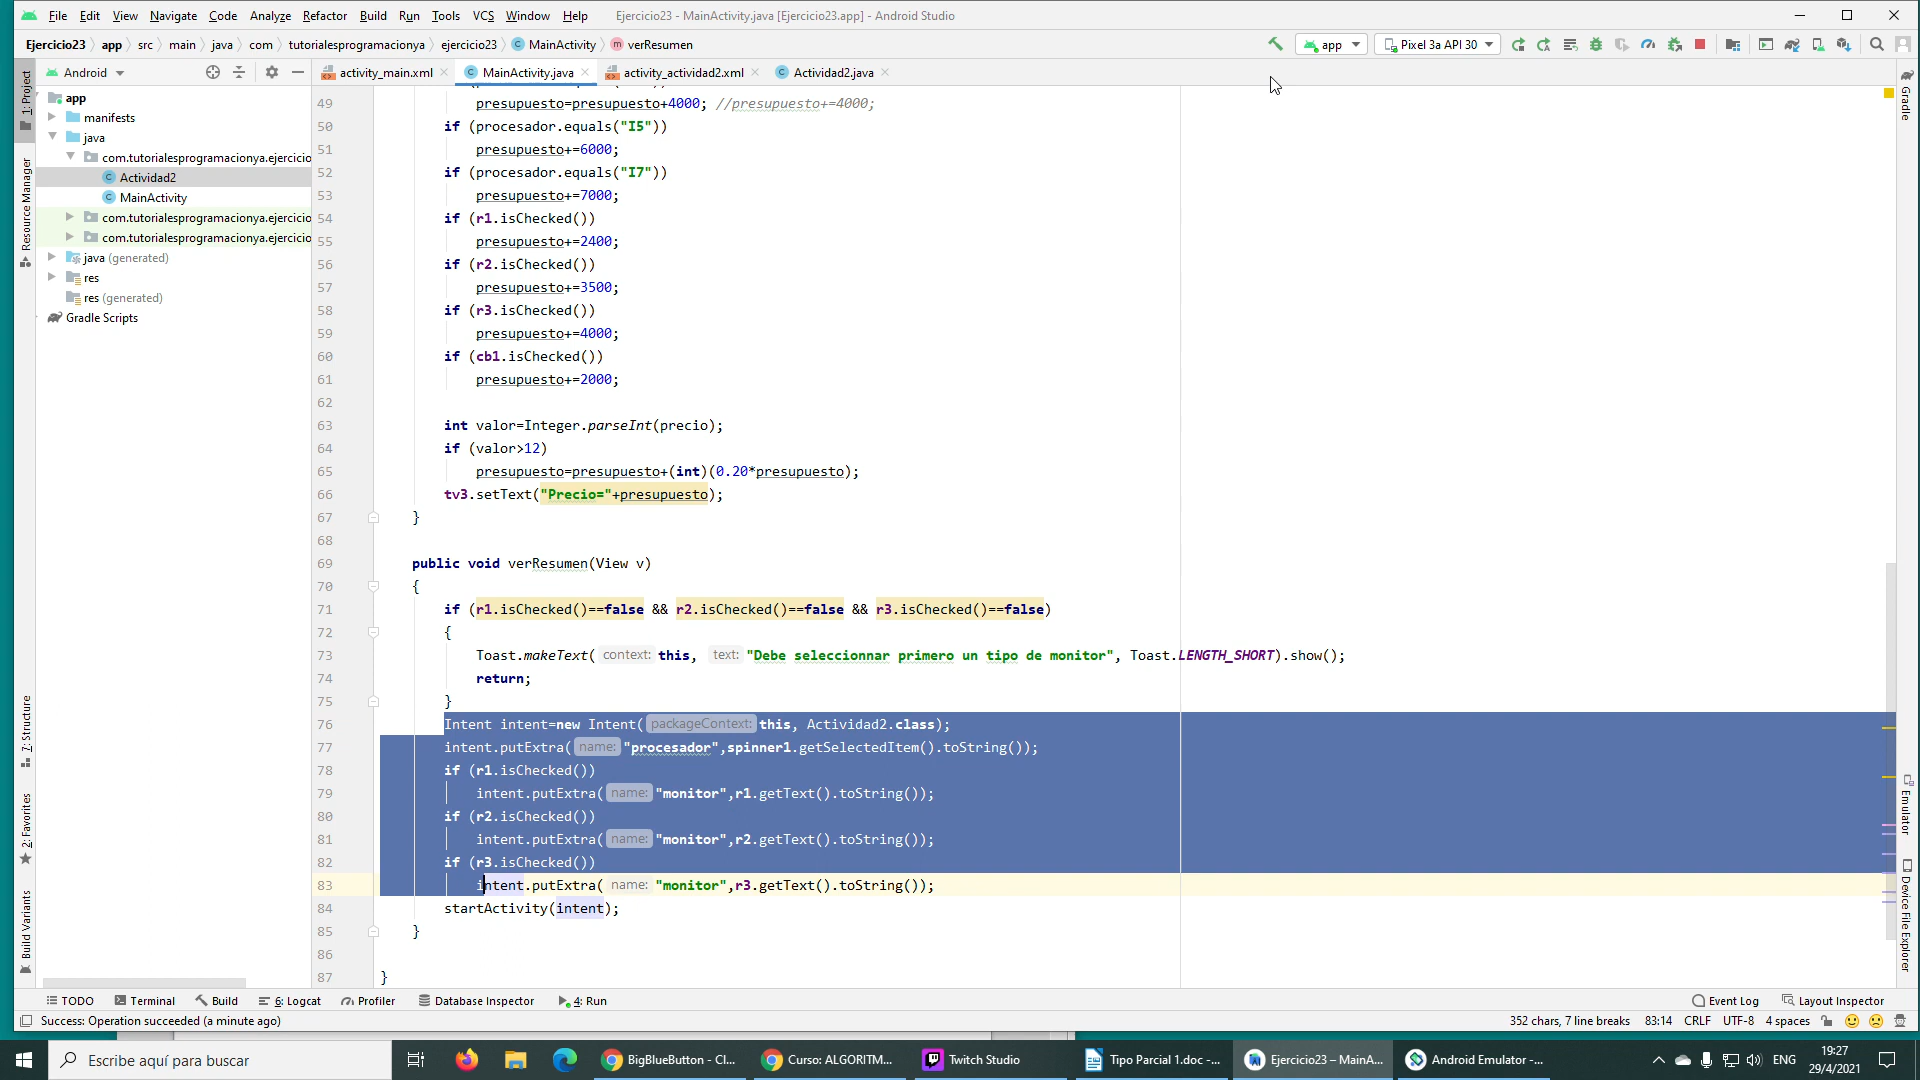 File Edit View Navigate Code Analyze Refactor Build Run Tools VCS Window Help Ejercicio23 - MainActivity.java [Ejercicio23.app] - Android Studio
Ejercicio23 app src main java com tutorialesprogramacionya ejercicio23 MainActivity verResumen app Pixel 3a API 30
Android activity_main.xml MainActivity.java activity_actividad2.xml Actividad2.java
1: Project
Resource Manager
7: Structure
2: Favorites
Build Variants
app
manifests
java
com.tutorialesprogramacionya.ejercicio
Actividad2
MainActivity
com.tutorialesprogramacionya.ejercicio
com.tutorialesprogramacionya.ejercicio
java (generated)
res
res (generated)
Gradle Scripts
49 presupuesto=presupuesto+4000; //presupuesto+=4000;
50 if (procesador.equals("I5"))
51 presupuesto+=6000;
52 if (procesador.equals("I7"))
53 presupuesto+=7000;
54 if (r1.isChecked())
55 presupuesto+=2400;
56 if (r2.isChecked())
57 presupuesto+=3500;
58 if (r3.isChecked())
59 presupuesto+=4000;
60 if (cb1.isChecked())
61 presupuesto+=2000;
62
63 int valor=Integer.parseInt(precio);
64 if (valor>12)
65 presupuesto=presupuesto+(int)(0.20*presupuesto);
66 tv3.setText("Precio="+presupuesto);
67 }
68
69 public void verResumen(View v)
70 {
71 if (r1.isChecked()==false && r2.isChecked()==false && r3.isChecked()==false)
72 {
73 Toast.makeText( context: this, text: "Debe seleccionnar primero un tipo de monitor", Toast.LENGTH_SHORT).show();
74 return;
75 }
76 Intent intent=new Intent( packageContext: this, Actividad2.class);
77 intent.putExtra( name: "procesador",spinner1.getSelectedItem().toString());
78 if (r1.isChecked())
79 intent.putExtra( name: "monitor",r1.getText().toString());
80 if (r2.isChecked())
81 intent.putExtra( name: "monitor",r2.getText().toString());
82 if (r3.isChecked())
83 intent.putExtra( name: "monitor",r3.getText().toString());
84 startActivity(intent);
85 }
86
87 }
Gradle
Emulator
Device File Explorer
TODO Terminal Build 6: Logcat Profiler Database Inspector 4: Run Event Log Layout Inspector
Success: Operation succeeded (a minute ago) 352 chars, 7 line breaks 83:14 CRLF UTF-8 4 spaces
Escribe aquí para buscar BigBlueButton - Cl... Curso: ALGORITM... Twitch Studio Tipo Parcial 1.doc -... Ejercicio23 – MainA... Android Emulator -... ENG 19:27
29/4/2021